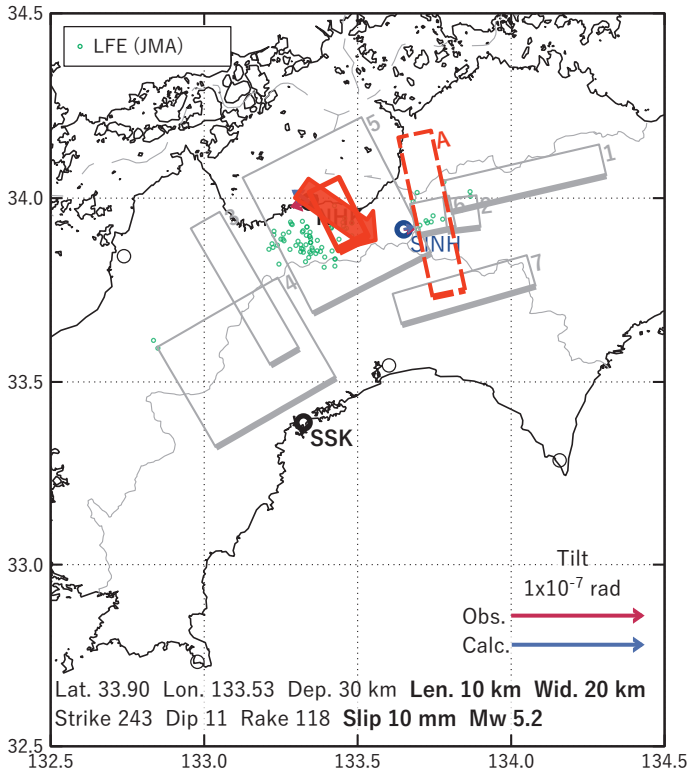 34.5
LFE (JMA)
5
A
1
34.0
NHK
6
2
SINH
3
7
4
33.5
SSK
33.0
Tilt
1x10⁻⁷ rad
Obs.
Calc.
Lat. 33.90 Lon. 133.53 Dep. 30 km Len. 10 km Wid. 20 km
Strike 243 Dip 11 Rake 118 Slip 10 mm Mw 5.2
32.5
132.5 133.0 133.5 134.0 134.5